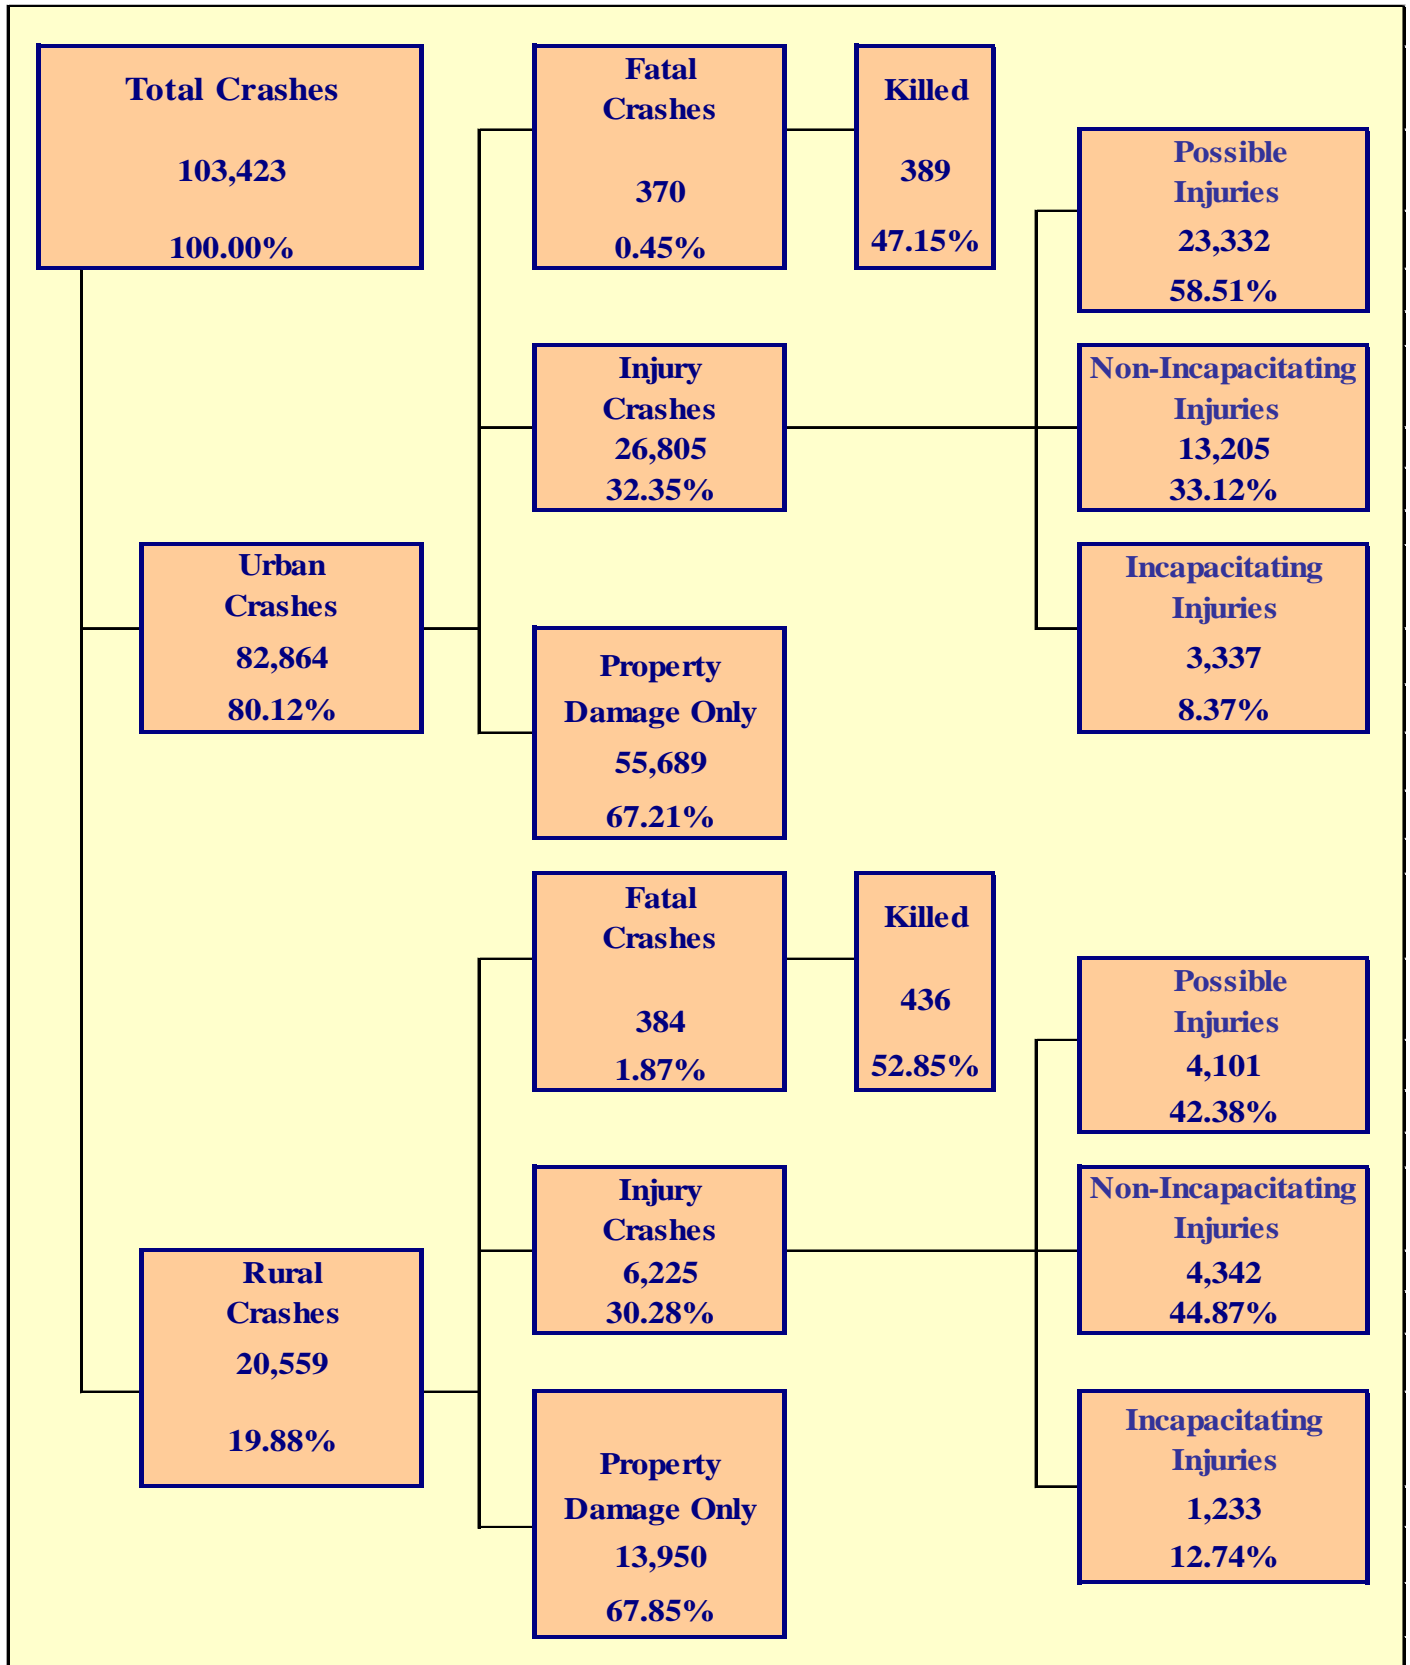 Total Crashes
103,423
100.00%
Urban
Crashes
82,864
80.12%
Fatal
Crashes
370
0.45%
Killed
389
47.15%
Injury
Crashes
26,805
32.35%
Possible
Injuries
23,332
58.51%
Non-Incapacitating
Injuries
13,205
33.12%
Incapacitating
Injuries
3,337
8.37%
Property
Damage Only
55,689
67.21%
Rural
Crashes
20,559
19.88%
Fatal
Crashes
384
1.87%
Killed
436
52.85%
Injury
Crashes
6,225
30.28%
Possible
Injuries
4,101
42.38%
Non-Incapacitating
Injuries
4,342
44.87%
Incapacitating
Injuries
1,233
12.74%
Property
Damage Only
13,950
67.85%